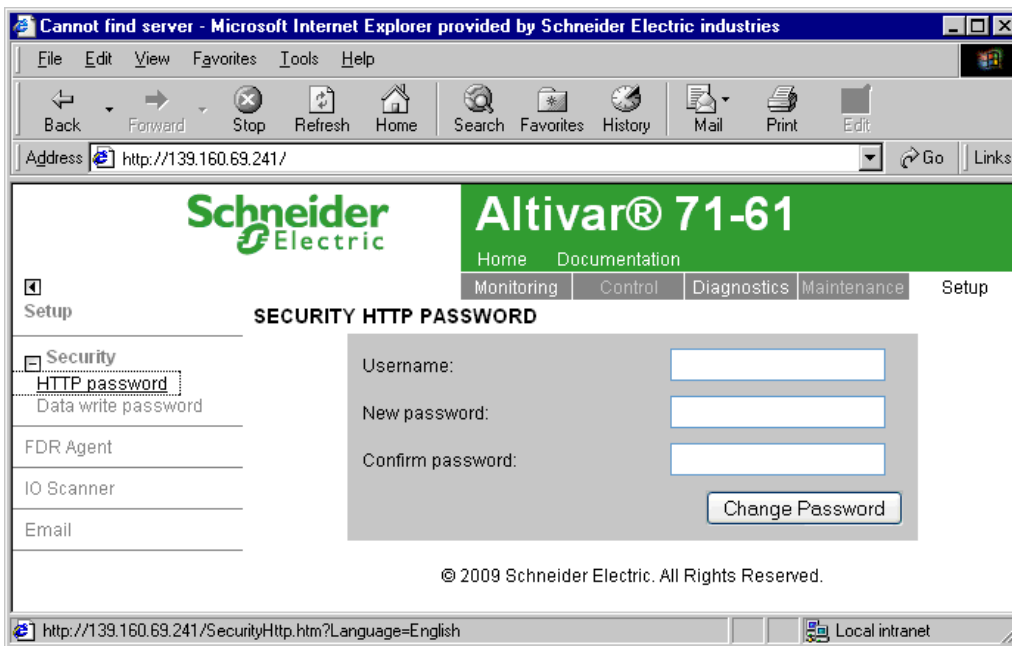 Cannot find server - Microsoft Internet Explorer provided by Schneider Electric industries
File Edit View Favorites Tools Help
Back Forward Stop Refresh Home Search Favorites History Mail Print Edit
Address http://139.160.69.241/ Go Links
Schneider Electric
Altivar® 71-61
Home Documentation
Monitoring Control Diagnostics Maintenance Setup
Setup
SECURITY HTTP PASSWORD
Security
HTTP password
Data write password
FDR Agent
IO Scanner
Email
Username:
New password:
Confirm password:
Change Password
© 2009 Schneider Electric. All Rights Reserved.
http://139.160.69.241/SecurityHttp.htm?Language=English Local intranet